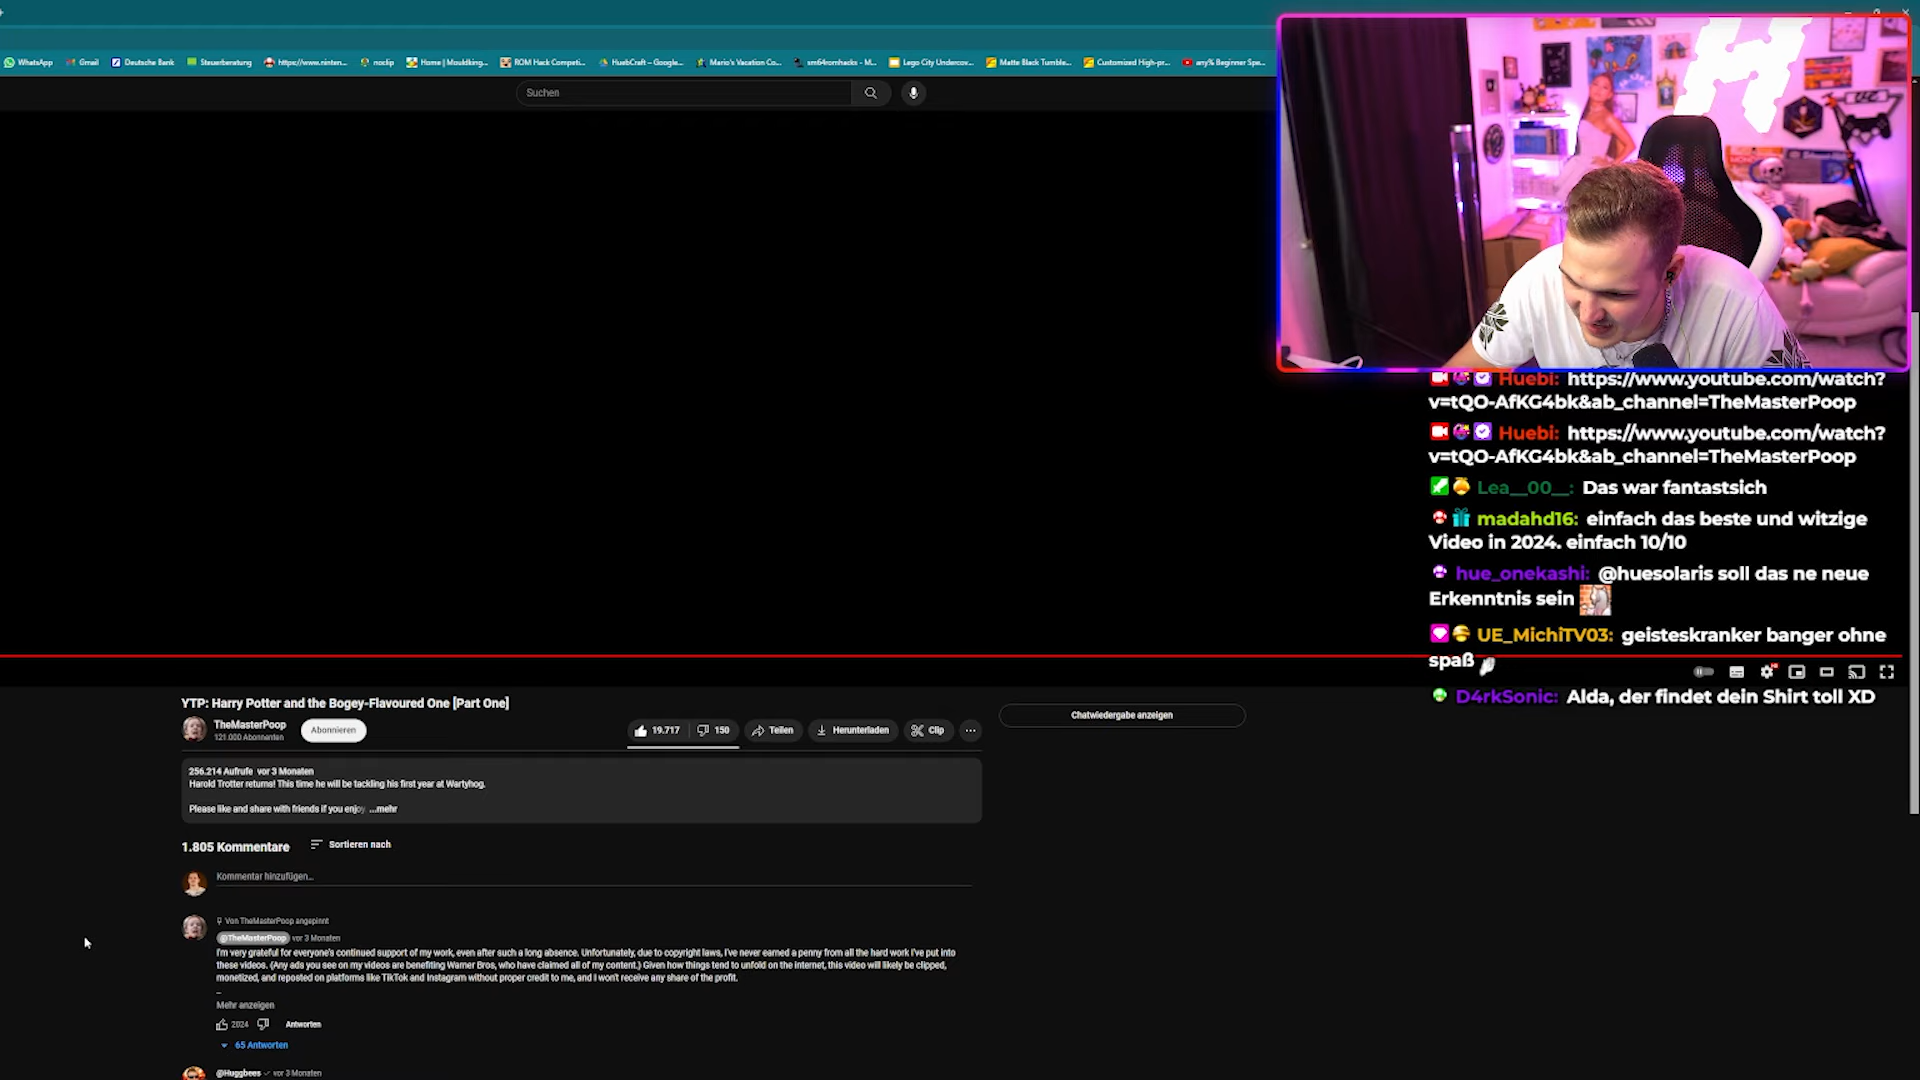 WhatsApp Gmail Deutsche Bank Steuerberatung https://www.ninten... noclip Home | Mouldking... ROM Hack Competi... HuebCraft – Google... Mario's Vacation Co... sm64romhacks - M... Lego City Undercov... Matte Black Tumble... Customized High-pr... any% Beginner Spe...
Suchen
Huebi: https://www.youtube.com/watch?
v=tQO-AfKG4bk&ab_channel=TheMasterPoop
Huebi: https://www.youtube.com/watch?
v=tQO-AfKG4bk&ab_channel=TheMasterPoop
Lea__00__: Das war fantastsich
madahd16: einfach das beste und witzige
Video in 2024. einfach 10/10
hue_onekashi: @huesolaris soll das ne neue
Erkenntnis sein
UE_MichiTV03: geisteskranker banger ohne
spaß
D4rkSonic: Alda, der findet dein Shirt toll XD
YTP: Harry Potter and the Bogey-Flavoured One [Part One]
TheMasterPoop
121.000 Abonnenten
Abonnieren
19.717 150 Teilen Herunterladen Clip ...
Chatwiedergabe anzeigen
256.214 Aufrufe vor 3 Monaten
Harold Trotter returns! This time he will be tackling his first year at Wartyhog.
Please like and share with friends if you enjoy ...mehr
1.805 Kommentare Sortieren nach
Kommentar hinzufügen...
Von TheMasterPoop angepinnt
@TheMasterPoop vor 3 Monaten
I'm very grateful for everyone's continued support of my work, even after such a long absence. Unfortunately, due to copyright laws, I've never earned a penny from all the hard work I've put into
these videos. (Any ads you see on my videos are benefiting Warner Bros, who have claimed all of my content.) Given how things tend to unfold on the internet, this video will likely be clipped,
monetized, and reposted on platforms like TikTok and Instagram without proper credit to me, and I won't receive any share of the profit.
–
Mehr anzeigen
2024 Antworten
65 Antworten
@Huggbees vor 3 Monaten